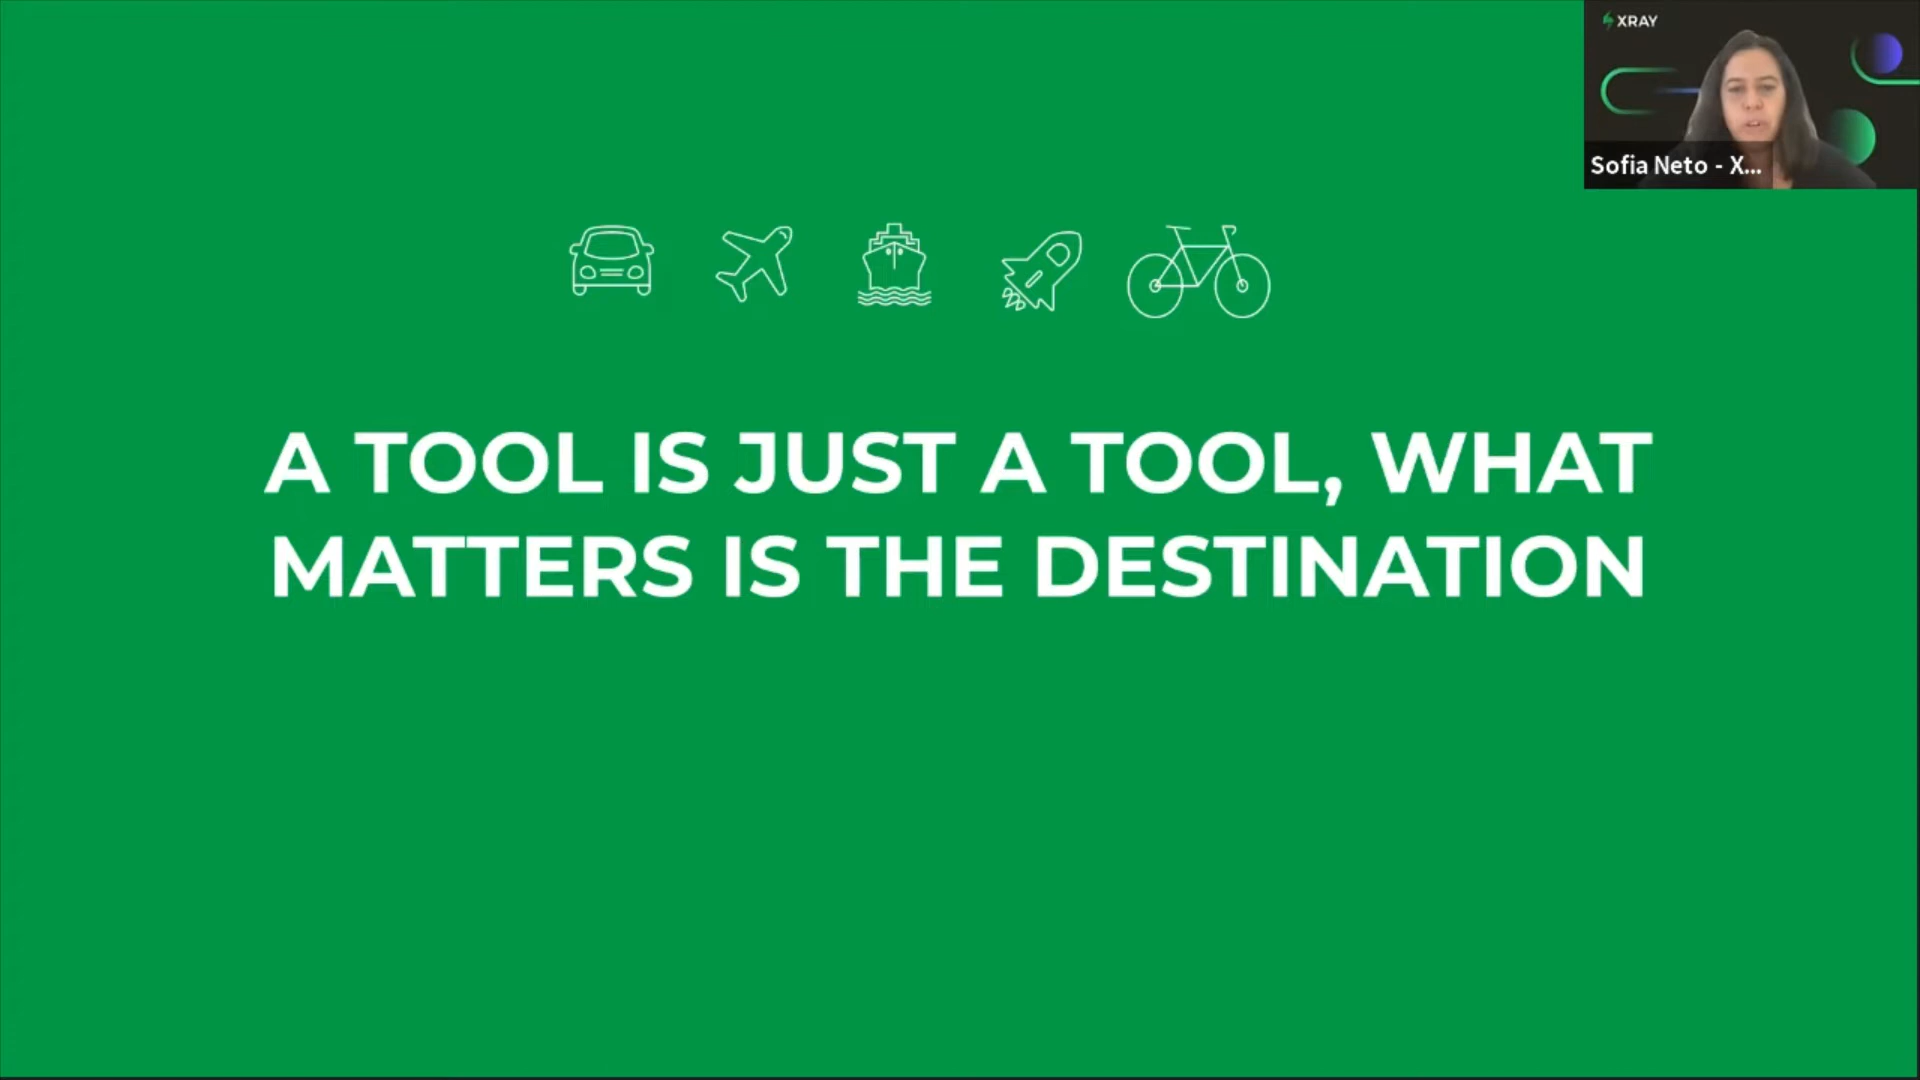 XRAY
Sofia Neto - X...
A TOOL IS JUST A TOOL, WHAT
MATTERS IS THE DESTINATION